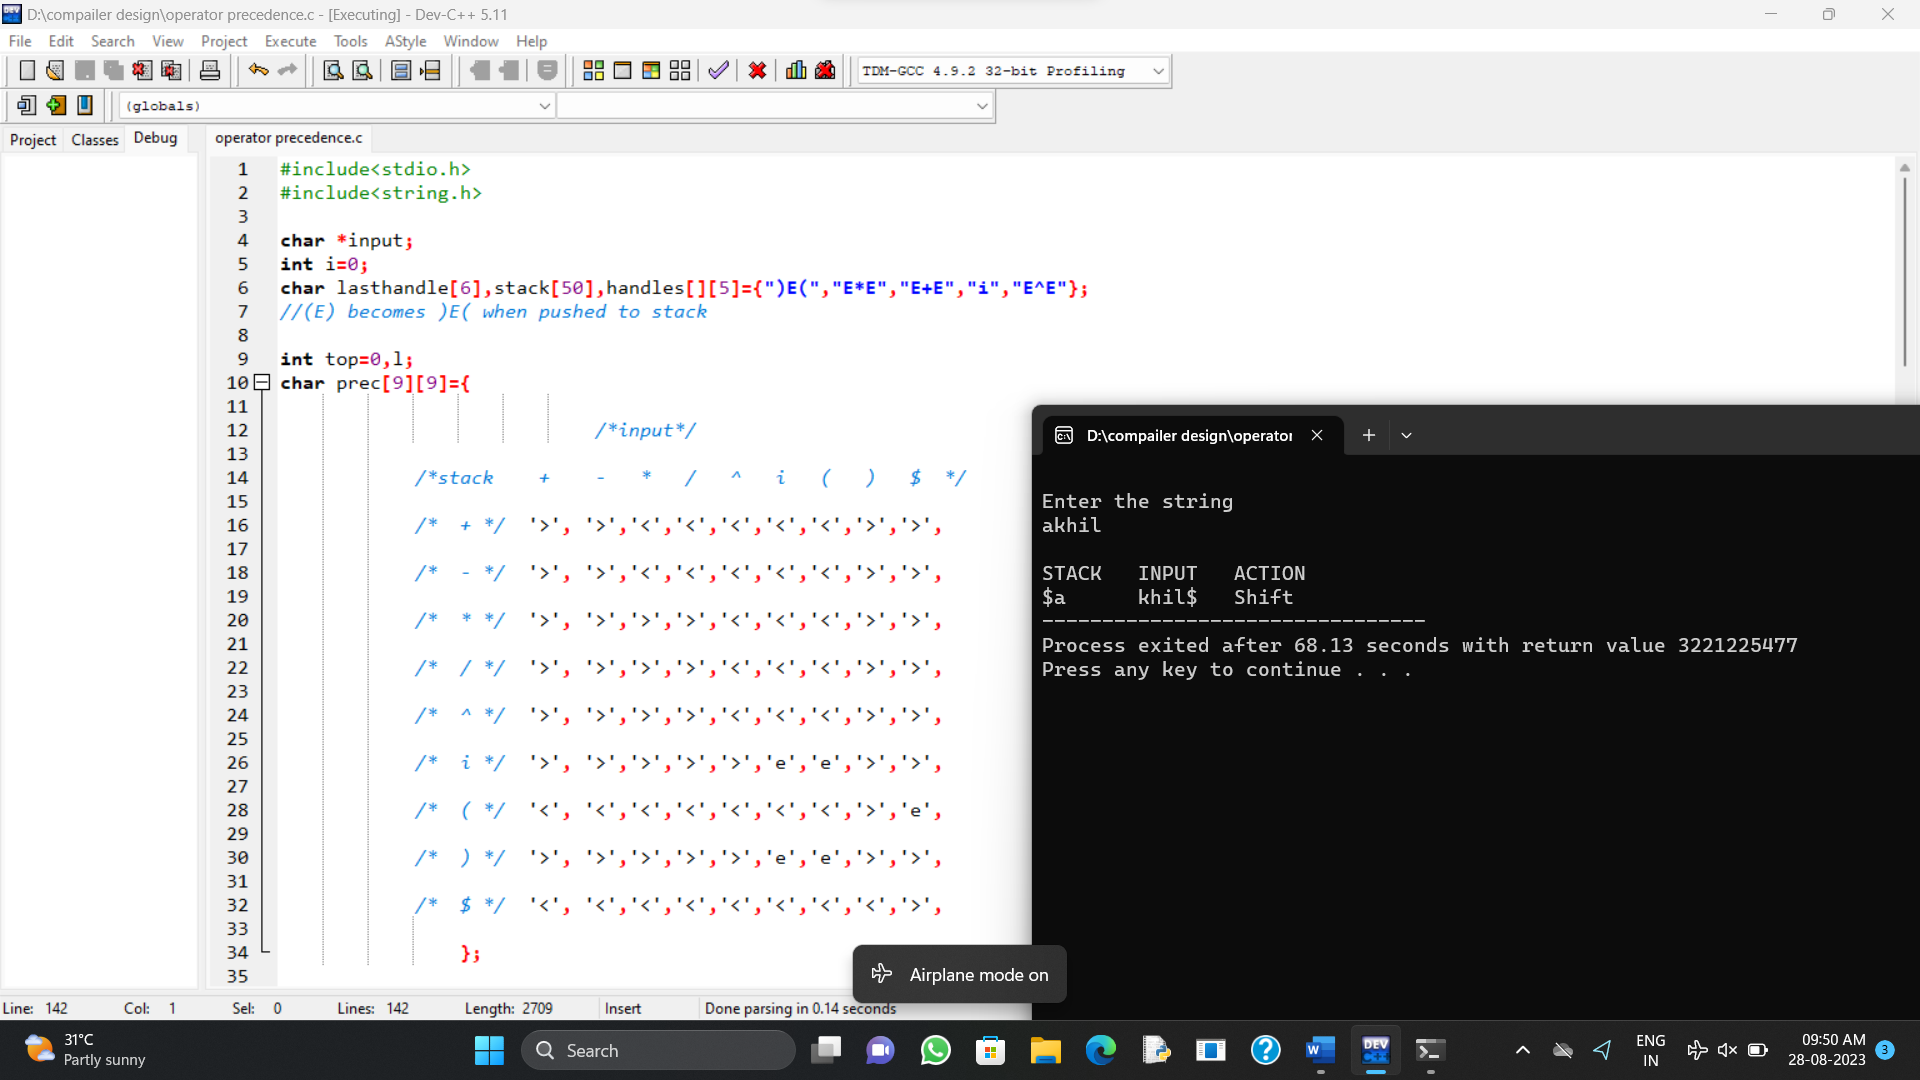 D:\compailer design\operator precedence.c - [Executing] - Dev-C++ 5.11
File Edit Search View Project Execute Tools AStyle Window Help
TDM-GCC 4.9.2 32-bit Profiling
(globals)
Project Classes Debug
operator precedence.c
1 #include<stdio.h>
2 #include<string.h>
3
4 char *input;
5 int i=0;
6 char lasthandle[6],stack[50],handles[][5]={")E(","E*E","E+E","i","E^E"};
7 //(E) becomes )E( when pushed to stack
8
9 int top=0,l;
10 char prec[9][9]={
11
12 /*input*/
13
14 /*stack + - * / ^ i ( ) $ */
15
16 /* + */ '>', '>','<','<','<','<','<','>','>',
17
18 /* - */ '>', '>','<','<','<','<','<','>','>',
19
20 /* * */ '>', '>','>','>','<','<','<','>','>',
21
22 /* / */ '>', '>','>','>','<','<','<','>','>',
23
24 /* ^ */ '>', '>','>','>','<','<','<','>','>',
25
26 /* i */ '>', '>','>','>','>','e','e','>','>',
27
28 /* ( */ '<', '<','<','<','<','<','<','>','e',
29
30 /* ) */ '>', '>','>','>','>','e','e','>','>',
31
32 /* $ */ '<', '<','<','<','<','<','<','<','>',
33
34 };
35
D:\compailer design\operator
Enter the string
akhil
STACK INPUT ACTION
$a khil$ Shift
--------------------------------
Process exited after 68.13 seconds with return value 3221225477
Press any key to continue . . .
Airplane mode on
Line: 142 Col: 1 Sel: 0 Lines: 142 Length: 2709 Insert Done parsing in 0.14 seconds
31°C
Partly sunny
Search
DEV
C++
ENG
IN
09:50 AM
28-08-2023
3